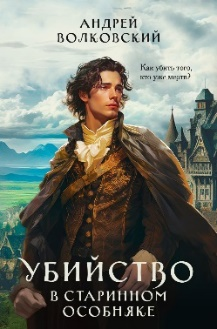 АНДРЕЙ
ВОЛКОВСКИЙ
Как убить того,
кто уже мертв?
УБИЙСТВО
В СТАРИННОМ
ОСОБНЯКЕ